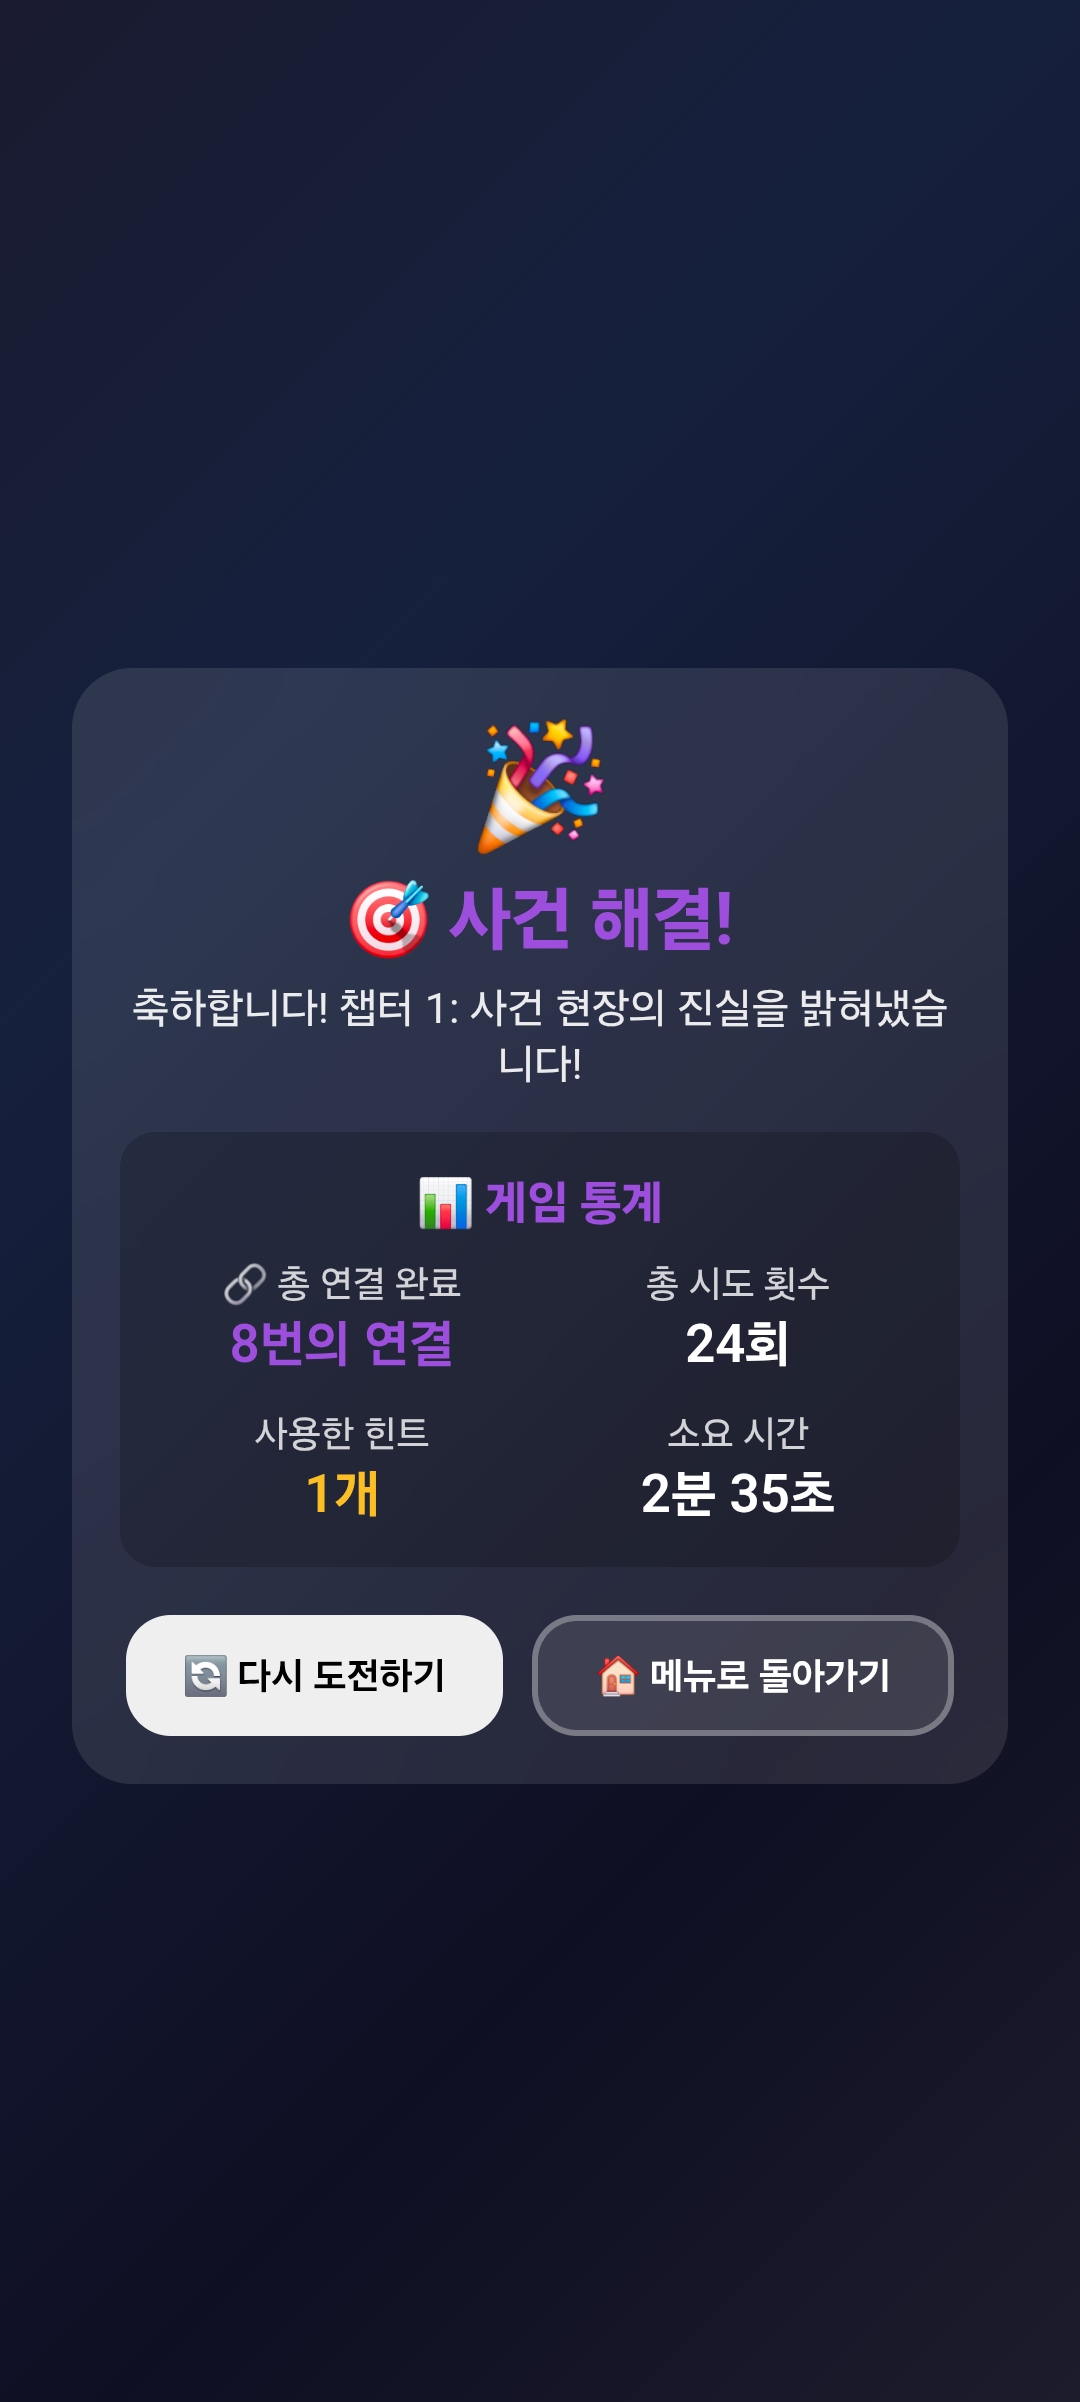 사건 해결!
축하합니다! 챕터 1: 사건 현장의 진실을 밝혀냈습
니다!
게임 통계
총 연결 완료
8번의 연결
총 시도 횟수
24회
사용한 힌트
1개
소요 시간
2분 35초
다시 도전하기
메뉴로 돌아가기